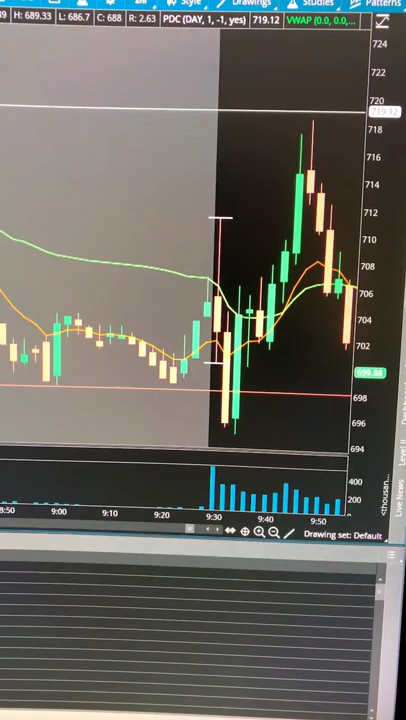 Style Drawings Studies Patterns
H: 689.33 L: 686.7 C: 688 R: 2.63 PDC (DAY, 1, -1, yes) 719.12 VWAP (0.0, 0.0,...
724
722
720
719.12
718
716
714
712
710
708
706
704
702
699.88
698
696
694
400
200
<thousan...
8:50 9:00 9:10 9:20 9:30 9:40 9:50
Drawing set: Default
Level II
Live News